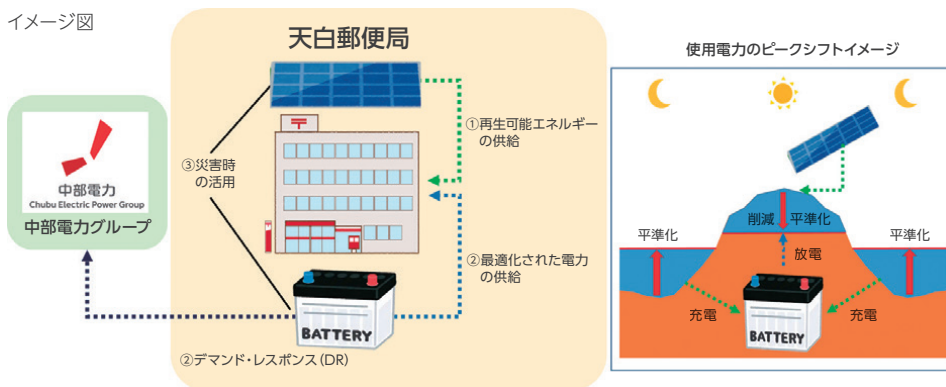 イメージ図
天白郵便局
①再生可能エネルギー
の供給
③災害時
の活用
中部電力
Chubu Electric Power Group
中部電力グループ
②最適化された電力
の供給
BATTERY
②デマンド・レスポンス(DR)
使用電力のピークシフトイメージ
削減 平準化
平準化
平準化
放電
充電
充電
BATTERY